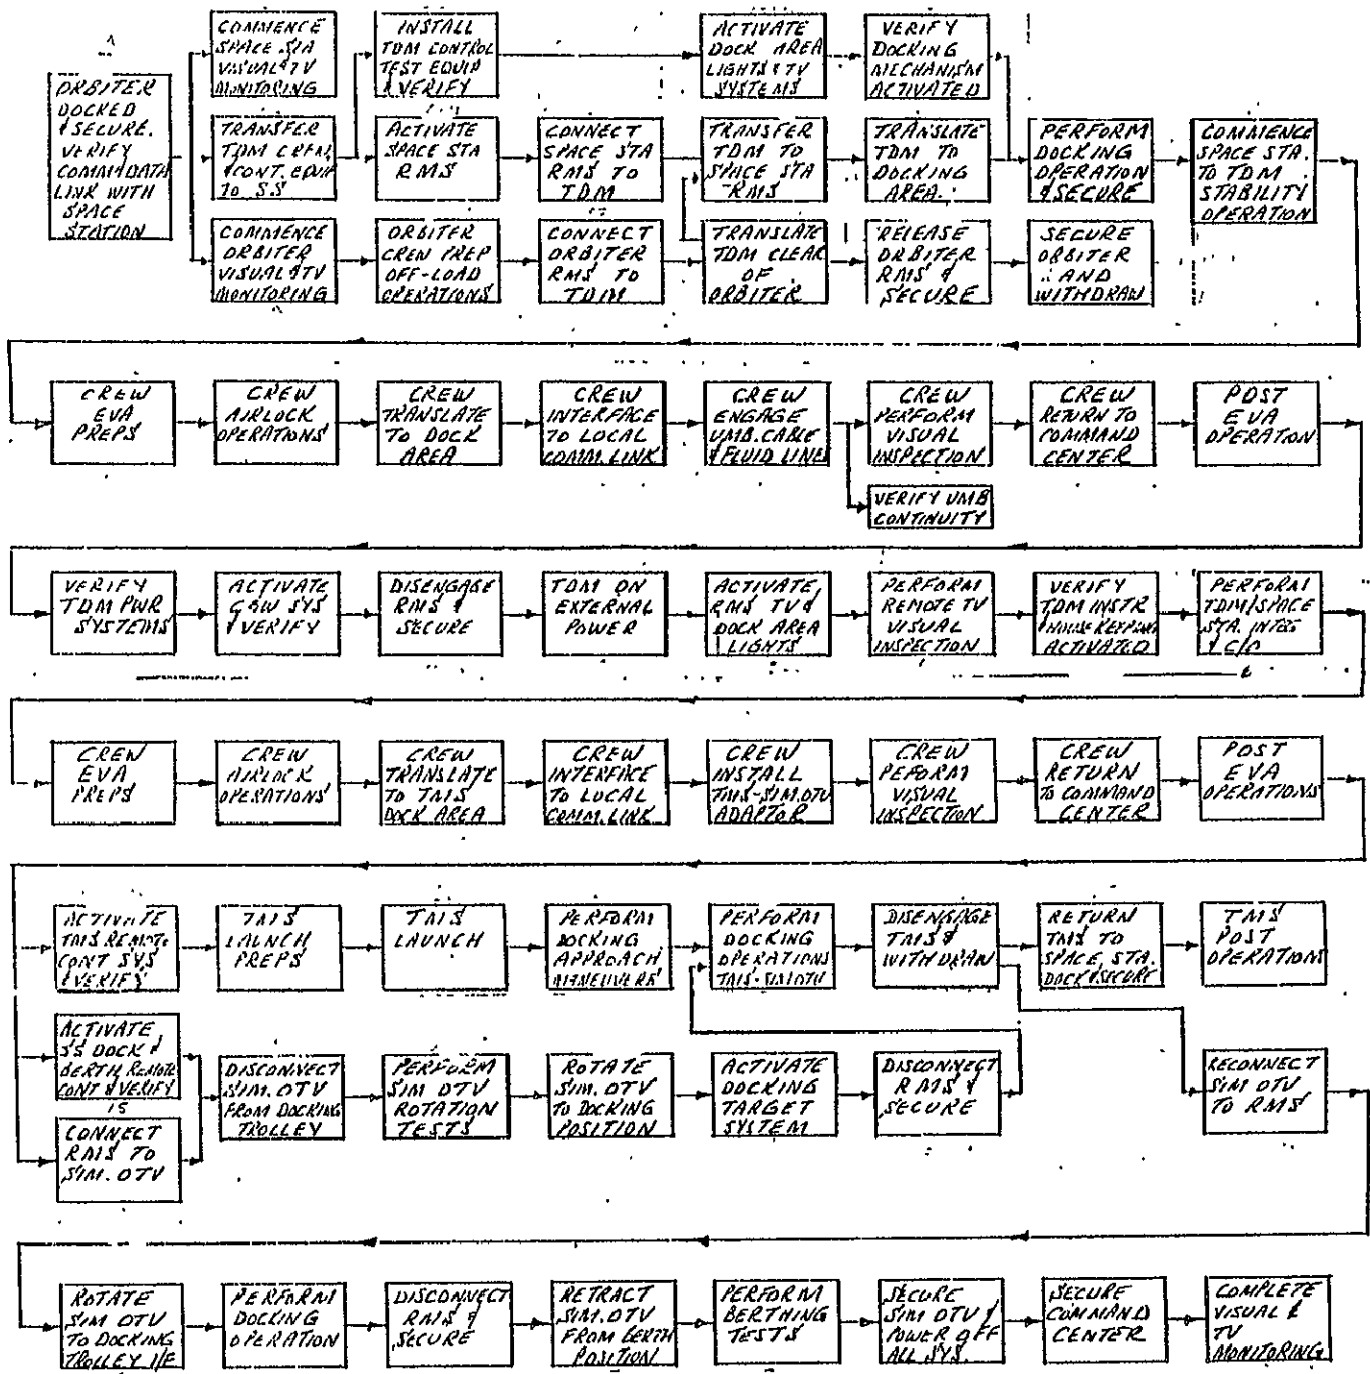 ORBITER
DOCKED
& SECURE.
VERIFY
COMM/DATA
LINK WITH
SPACE
STATION
COMMENCE
SPACE STA
VISUAL & TV
MONITORING
TRANSFER
TDM
& CONT. EQUIP
TO SS
COMMENCE
ORBITER
VISUAL & TV
MONITORING
INSTALL
TDM CONTROL
TEST EQUIP
& VERIFY
ACTIVATE
SPACE STA
RMS
ORBITER
CREW PREP
OFF-LOAD
OPERATIONS
CONNECT
SPACE STA
RMS TO
TDM
CONNECT
ORBITER
RMS TO
TDM
ACTIVATE
DOCK AREA
LIGHTS & TV
SYSTEMS
TRANSFER
TDM TO
SPACE STA
RMS
TRANSLATE
TDM CLEAR
OF
ORBITER
VERIFY
DOCKING
MECHANISM
ACTIVATED
TRANSLATE
TDM TO
DOCKING
AREA.
RELEASE
ORBITER
RMS &
SECURE
PERFORM
DOCKING
OPERATION
& SECURE
SECURE
ORBITER
AND
WITHDRAW
COMMENCE
SPACE STA.
TO TDM
STABILITY
OPERATION
CREW
EVA
PREPS
CREW
AIRLOCK
OPERATIONS
CREW
TRANSLATE
TO DOCK
AREA
CREW
INTERFACE
TO LOCAL
COMM. LINK
CREW
ENGAGE
UMB. CABLE
& FLUID LINES
CREW
PERFORM
VISUAL
INSPECTION
VERIFY UMB
CONTINUITY
CREW
RETURN TO
COMMAND
CENTER
POST
EVA
OPERATION
VERIFY
TDM PWR
SYSTEMS
ACTIVATE
C&W SYS
& VERIFY
DISENGAGE
RMS &
SECURE
TDM ON
EXTERNAL
POWER
ACTIVATE
RMS TV &
DOCK AREA
LIGHTS
PERFORM
REMOTE TV
VISUAL
INSPECTION
VERIFY
TDM INSTR
HOUSEKEEPING
ACTIVATED
PERFORM
TDM/SPACE
STA. INTEG
& C/O
CREW
EVA
PREPS
CREW
AIRLOCK
OPERATIONS
CREW
TRANSLATE
TO TMS
DOCK AREA
CREW
INTERFACE
TO LOCAL
COMM. LINK
CREW
INSTALL
TMS-SIM. OTV
ADAPTOR
CREW
PEFORM
VISUAL
INSPECTION
CREW
RETURN
TO COMMAND
CENTER
POST
EVA
OPERATIONS
ACTIVATE
TMS REMOTE
CONT SYS
& VERIFY
TMS
LAUNCH
PREPS
TMS
LAUNCH
PERFORM
DOCKING
APPROACH
MANEUVERS
PERFORM
DOCKING
OPERATIONS
TMS-SIM OTV
DISENGAGE
TMS &
WITHDRAW
RETURN
TMS TO
SPACE STA.
DOCK & SECURE
TMS
POST
OPERATIONS
ACTIVATE
SS DOCK &
BERTH REMOTE
CONT & VERIFY
15
CONNECT
RMS TO
SIM. OTV
DISCONNECT
SIM. OTV
FROM DOCKING
TROLLEY
PERFORM
SIM OTV
ROTATION
TESTS
ROTATE
SIM. OTV
TO DOCKING
POSITION
ACTIVATE
DOCKING
TARGET
SYSTEM
DISCONNECT
RMS &
SECURE
RECONNECT
SIM OTV
TO RMS
ROTATE
SIM OTV
TO DOCKING
TROLLEY I/F
PERFORM
DOCKING
OPERATION
DISCONNECT
RMS &
SECURE
RETRACT
SIM. OTV
FROM BERTH
POSITION
PERFORM
BERTHING
TESTS
SECURE
SIM OTV &
POWER OFF
ALL SYS.
SECURE
COMMAND
CENTER
COMPLETE
VISUAL &
TV
MONITORING